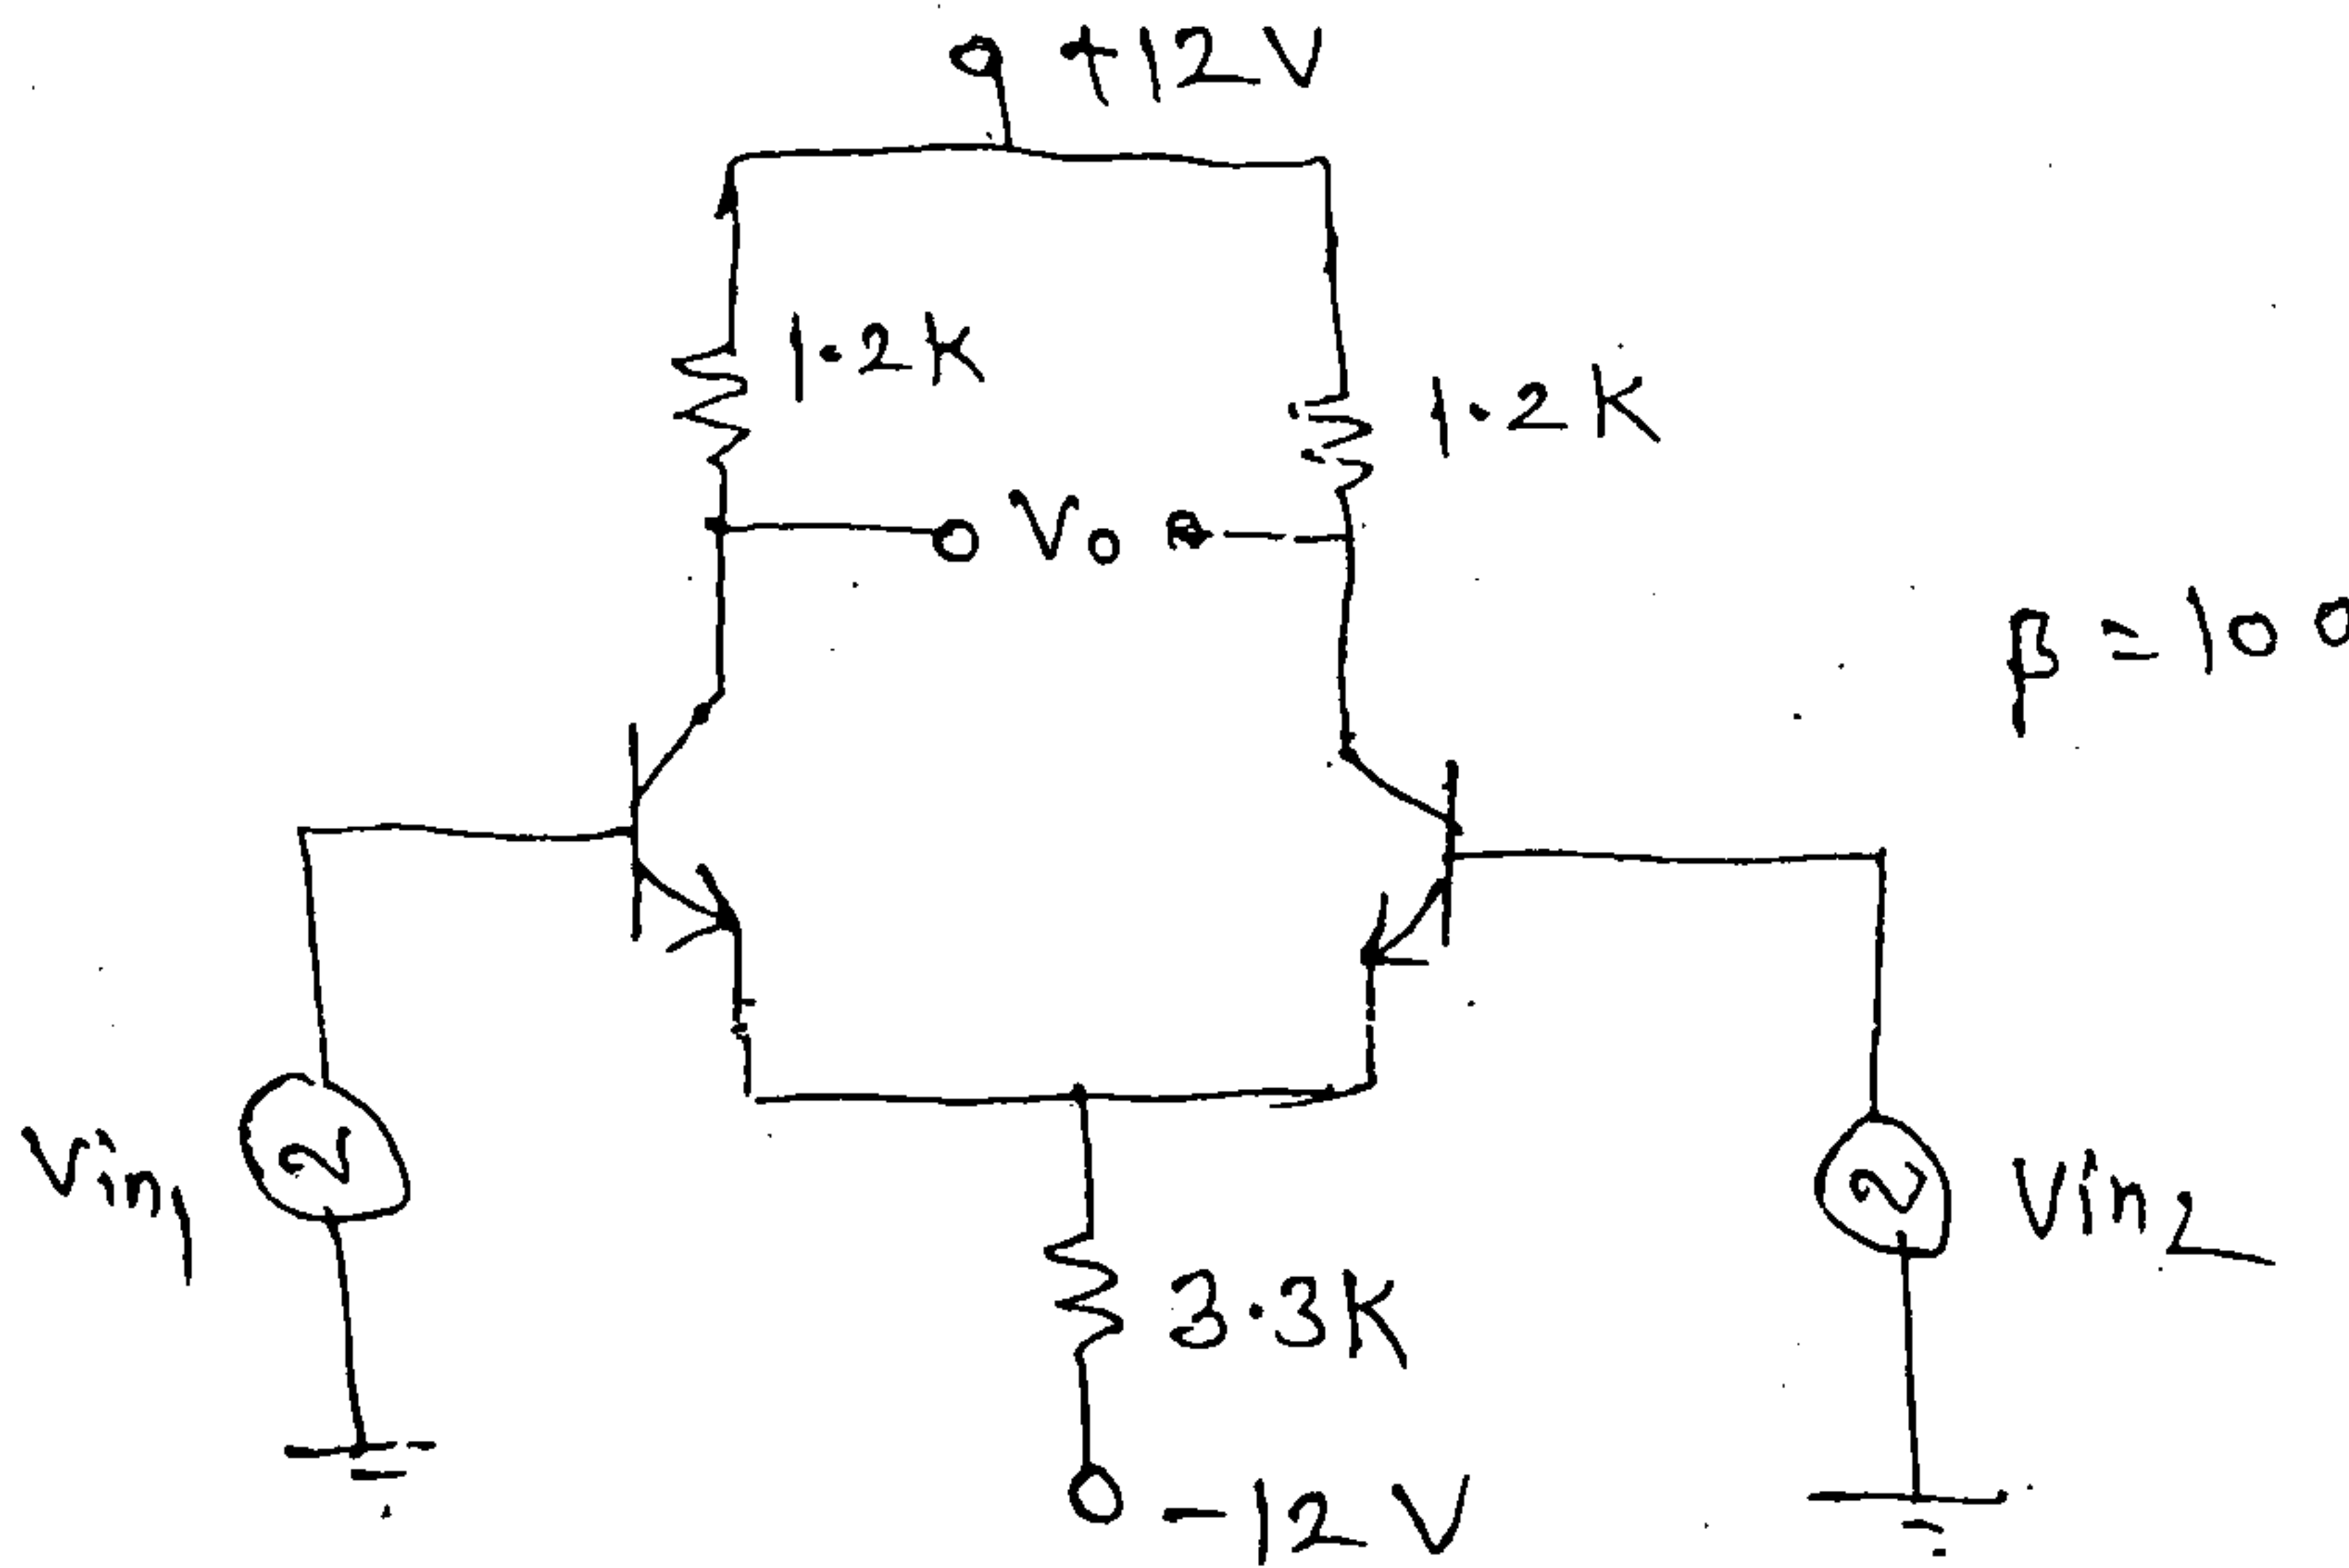 +12V
1.2K
1.2K
Vo
β = 100
Vin1
Vin2
3.3K
-12V